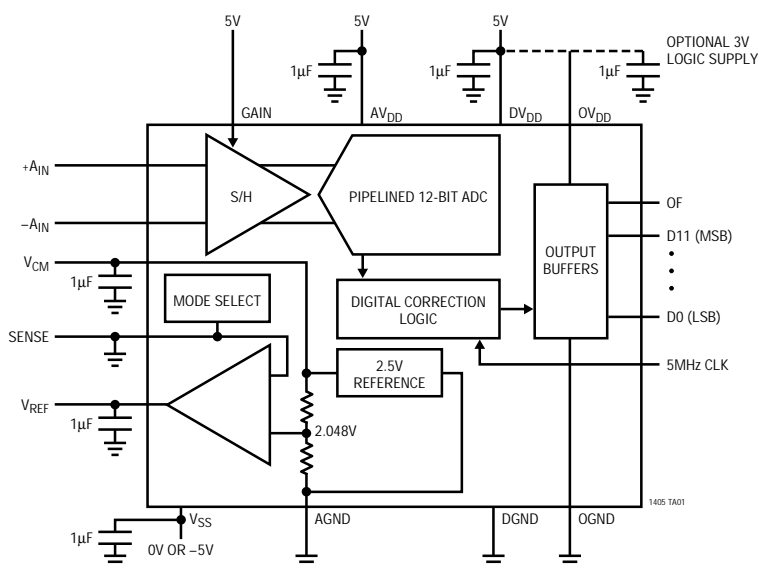 5V
5V
5V
OPTIONAL 3V
LOGIC SUPPLY
1µF
1µF
1µF
GAIN
AVDD
DVDD
OVDD
+AIN
S/H
PIPELINED 12-BIT ADC
–AIN
OF
D11 (MSB)
OUTPUT
BUFFERS
VCM
1µF
MODE SELECT
DIGITAL CORRECTION
LOGIC
D0 (LSB)
SENSE
2.5V
REFERENCE
5MHz CLK
VREF
1µF
2.048V
1405 TA01
VSS
AGND
DGND
OGND
1µF
0V OR –5V